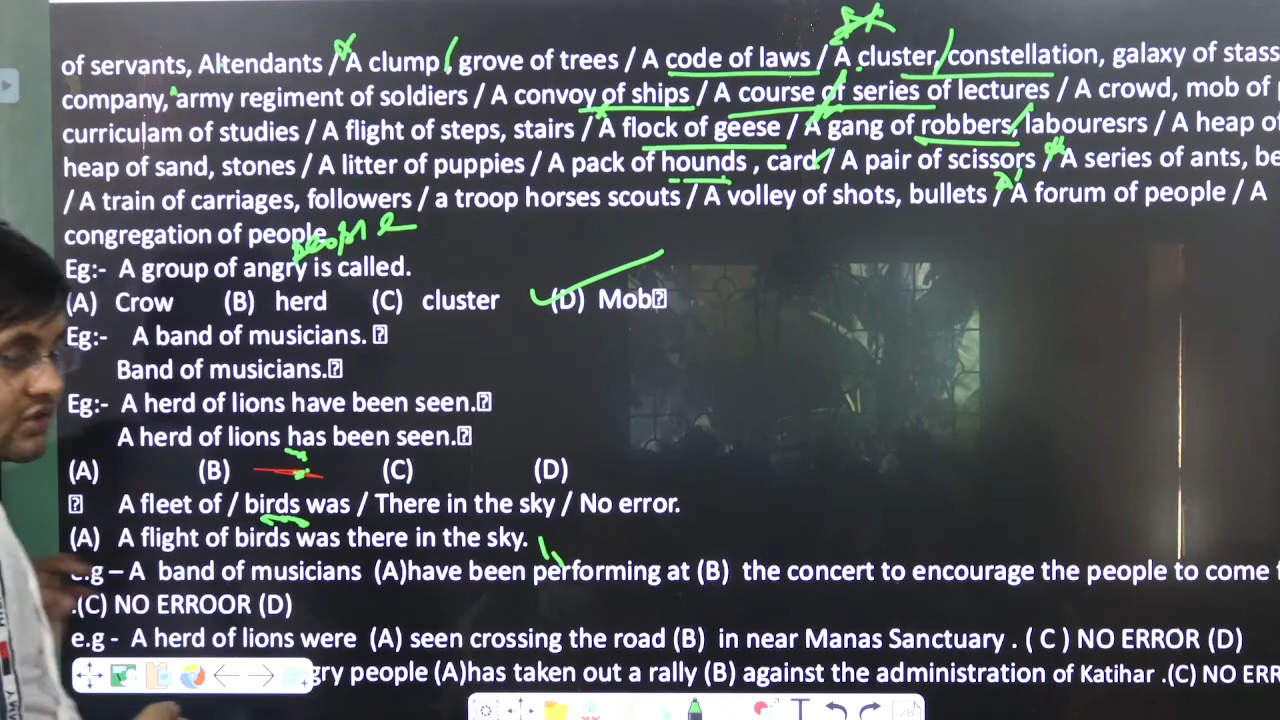 of servants, Altendants / A clump / grove of trees / A code of laws / A cluster, constellation, galaxy of stass
company, army regiment of soldiers / A convoy of ships / A course of series of lectures / A crowd, mob of
curriculam of studies / A flight of steps, stairs / A flock of geese / A gang of robbers, labouresrs / A heap of
heap of sand, stones / A litter of puppies / A pack of hounds , card / A pair of scissors / A series of ants, be
/ A train of carriages, followers / a troop horses scouts / A volley of shots, bullets / A forum of people / A
congregation of people
people
Eg:- A group of angry is called.
(A) Crow (B) herd (C) cluster (D) Mob
Eg:- A band of musicians.
Band of musicians.
Eg:- A herd of lions have been seen.
A herd of lions has been seen.
(A) (B) (C) (D)
A fleet of / birds was / There in the sky / No error.
(A) A flight of birds was there in the sky.
e.g – A band of musicians (A)have been performing at (B) the concert to encourage the people to come
.(C) NO ERROOR (D)
e.g - A herd of lions were (A) seen crossing the road (B) in near Manas Sanctuary . ( C ) NO ERROR (D)
gry people (A)has taken out a rally (B) against the administration of Katihar .(C) NO ERR